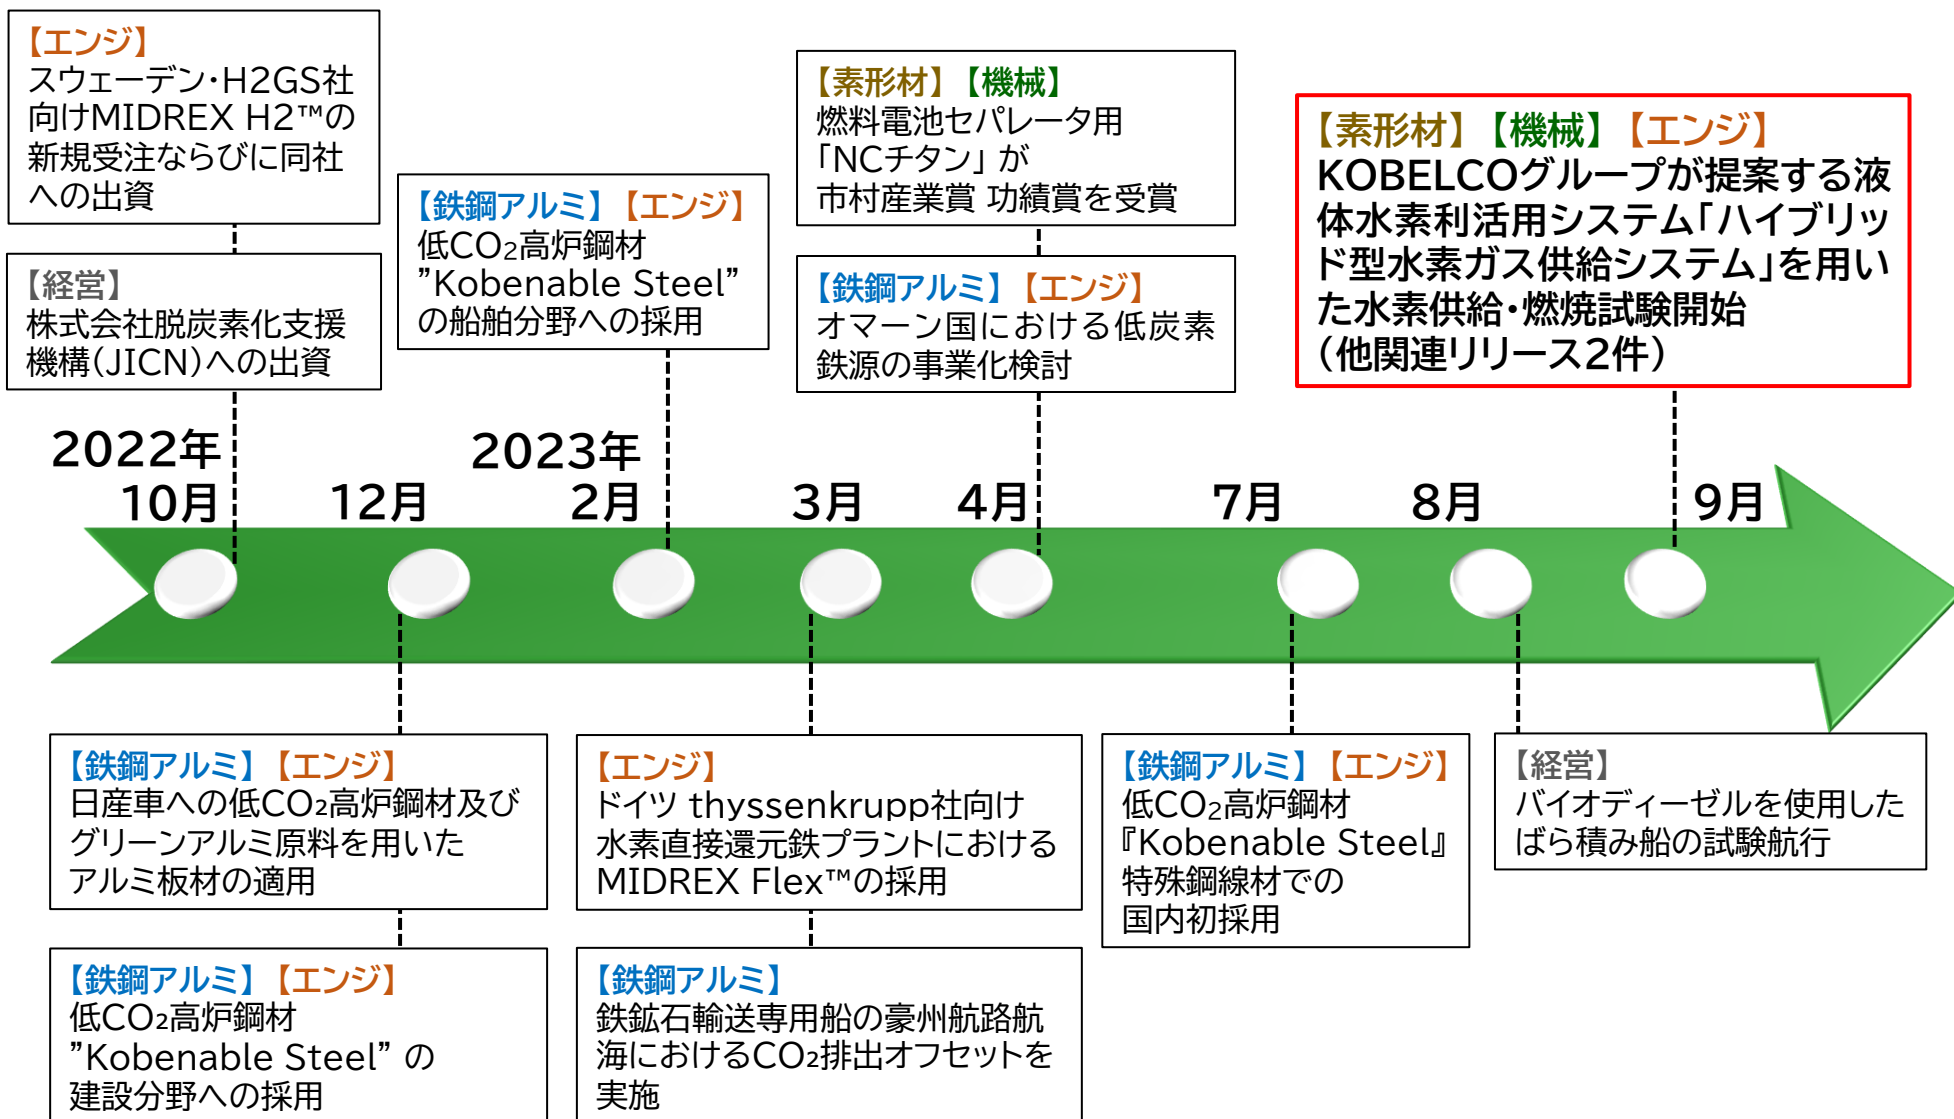 【エンジ】
スウェーデン・H2GS社
向けMIDREX H2™の
新規受注ならびに同社
への出資
【経営】
株式会社脱炭素化支援
機構(JICN)への出資
【鉄鋼アルミ】【エンジ】
低CO₂高炉鋼材
”Kobenable Steel”
の船舶分野への採用
【素形材】【機械】
燃料電池セパレータ用
「NCチタン」が
市村産業賞 功績賞を受賞
【鉄鋼アルミ】【エンジ】
オマーン国における低炭素
鉄源の事業化検討
【素形材】【機械】【エンジ】
KOBELCOグループが提案する液
体水素利活用システム「ハイブリッ
ド型水素ガス供給システム」を用い
た水素供給・燃焼試験開始
(他関連リリース2件)
2022年
10月
12月
2023年
2月
3月
4月
7月
8月
9月
【鉄鋼アルミ】【エンジ】
日産車への低CO₂高炉鋼材及び
グリーンアルミ原料を用いた
アルミ板材の適用
【鉄鋼アルミ】【エンジ】
低CO₂高炉鋼材
”Kobenable Steel” の
建設分野への採用
【エンジ】
ドイツ thyssenkrupp社向け
水素直接還元鉄プラントにおける
MIDREX Flex™の採用
【鉄鋼アルミ】
鉄鉱石輸送専用船の豪州航路航
海におけるCO₂排出オフセットを
実施
【鉄鋼アルミ】【エンジ】
低CO₂高炉鋼材
『Kobenable Steel』
特殊鋼線材での
国内初採用
【経営】
バイオディーゼルを使用した
ばら積み船の試験航行